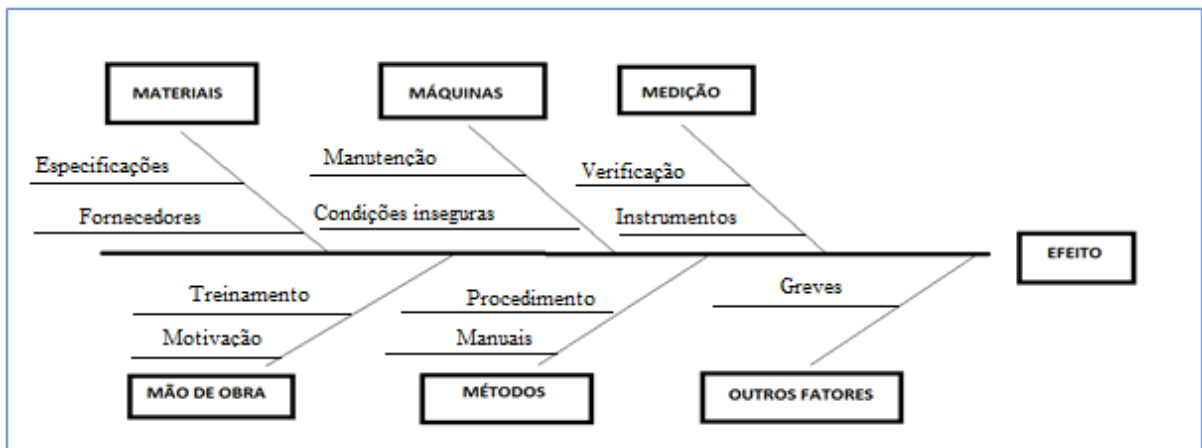 MATERIAIS
MÁQUINAS
MEDIÇÃO
Especificações
Manutenção
Verificação
Fornecedores
Condições inseguras
Instrumentos
EFEITO
Treinamento
Procedimento
Greves
Motivação
Manuais
MÃO DE OBRA
MÉTODOS
OUTROS FATORES